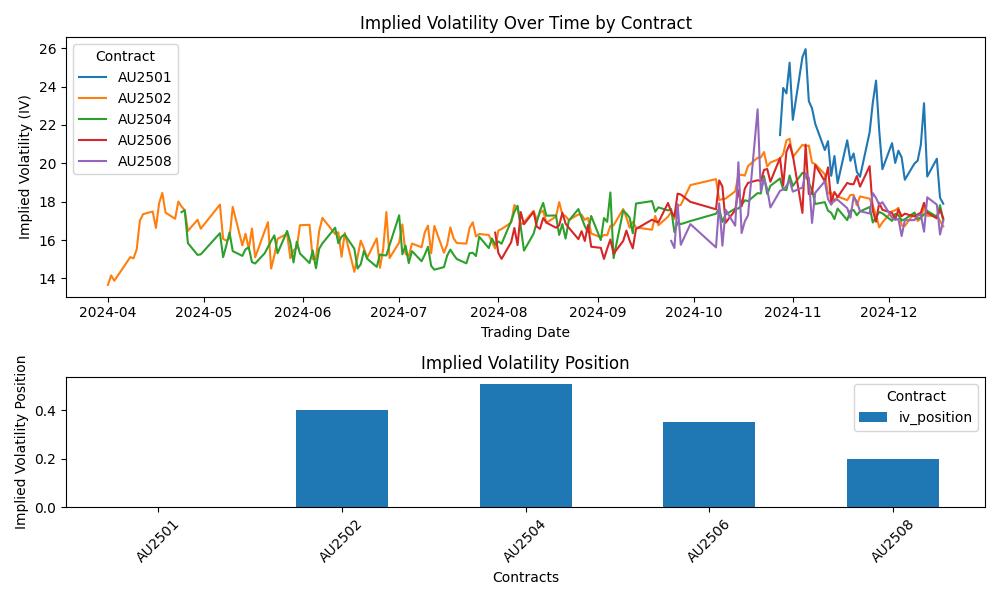 Implied Volatility Over Time by Contract
Implied Volatility (IV)
26
24
22
20
18
16
14
Contract
AU2501
AU2502
AU2504
AU2506
AU2508
2024-04 2024-05 2024-06 2024-07 2024-08 2024-09 2024-10 2024-11 2024-12
Trading Date
Implied Volatility Position
Implied Volatility Position
0.4
0.2
0.0
Contract
iv_position
AU2501 AU2502 AU2504 AU2506 AU2508
Contracts